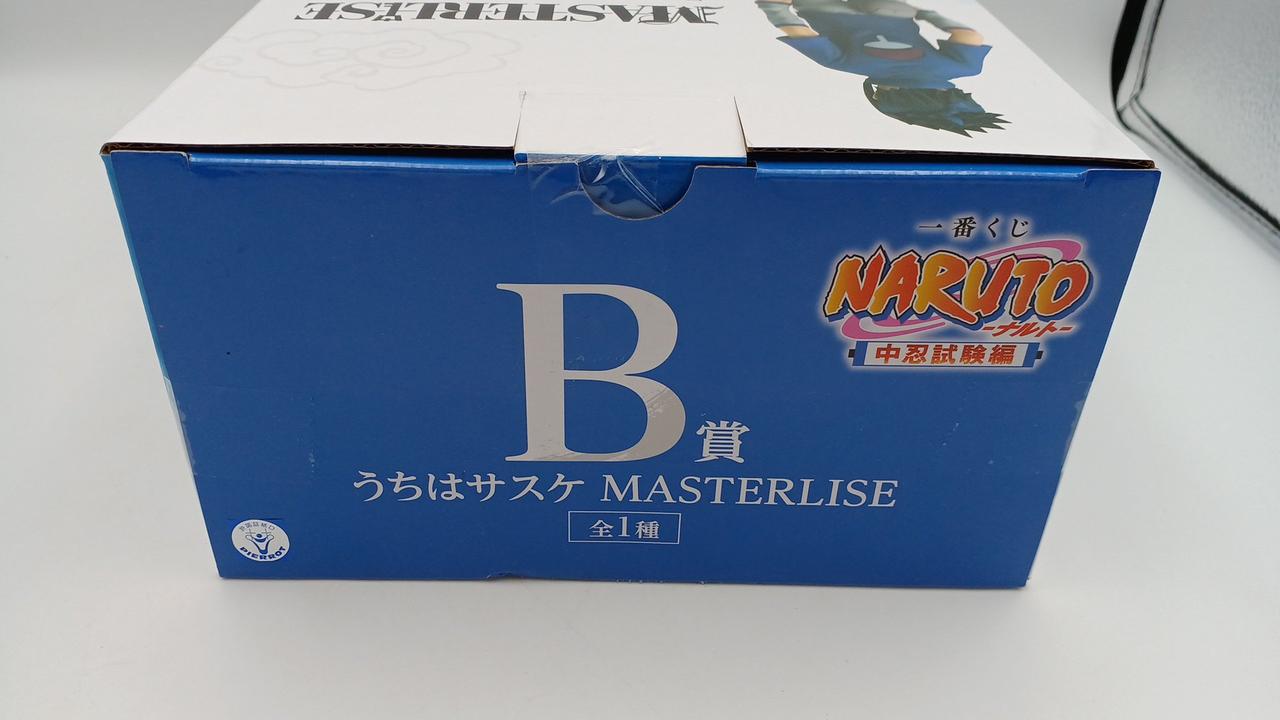 MASTERLISE
一番くじ
NARUTO
-ナルト-
中忍試験編
B賞
うちはサスケ MASTERLISE
全1種
PIERROT